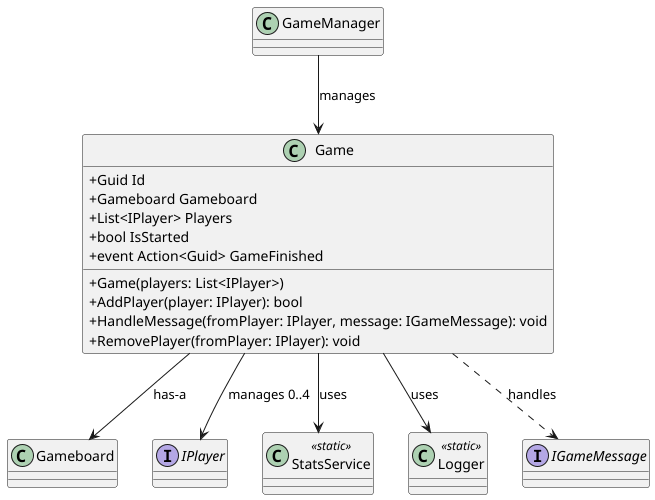 C GameManager
manages
C Game
+Guid Id
+Gameboard Gameboard
+List<IPlayer> Players
+bool IsStarted
+event Action<Guid> GameFinished
+Game(players: List<IPlayer>)
+AddPlayer(player: IPlayer): bool
+HandleMessage(fromPlayer: IPlayer, message: IGameMessage): void
+RemovePlayer(fromPlayer: IPlayer): void
has-a
manages 0..4
uses
uses
handles
C Gameboard
I IPlayer
C «static»
StatsService
C «static»
Logger
I IGameMessage